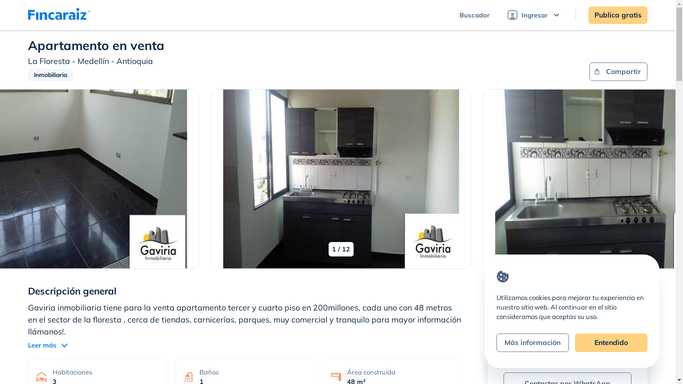 Fincaraiz
Buscador
Ingresar
Publica gratis
Apartamento en venta
La Floresta - Medellín - Antioquia
Inmobiliaria
Compartir
Gaviria
Inmobiliaria
1 / 12
Gaviria
Inmobiliaria
Descripción general
Gaviria inmobiliaria tiene para la venta apartamento tercer y cuarto piso en 200millones, cada uno con 48 metros
en el sector de la floresta , cerca de tiendas, carnicerías, parques, muy comercial y tranquilo para mayor información
llámanos!.
Leer más
Habitaciones
3
Baños
1
Área construida
48 m²
Utilizamos cookies para mejorar tu experiencia en
nuestro sitio web. Al continuar en el sitio
consideramos que aceptas su uso.
Más información
Entendido
Contactar por WhatsApp